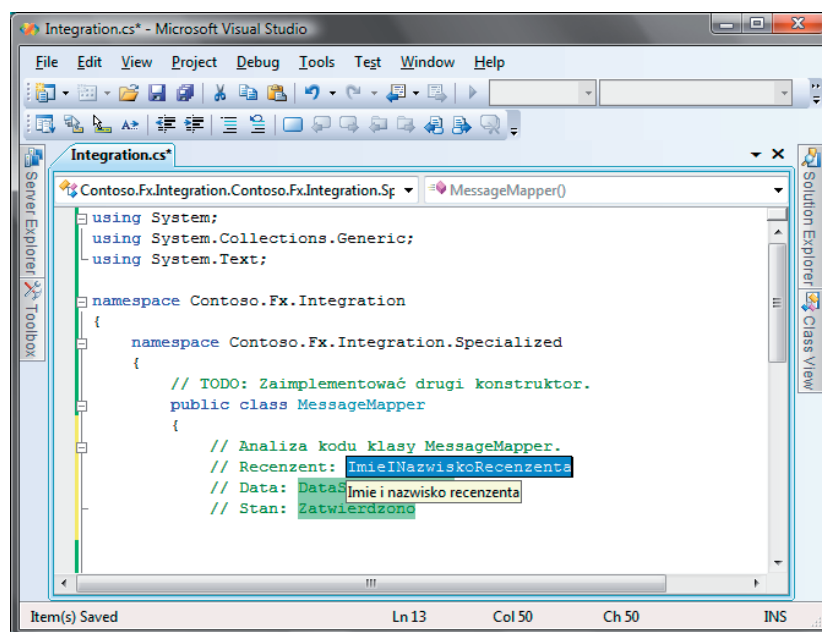 Integration.cs* - Microsoft Visual Studio
File Edit View Project Debug Tools Test Window Help
Integration.cs*
Server Explorer
Toolbox
Solution Explorer
Class View
Contoso.Fx.Integration.Contoso.Fx.Integration.Sp MessageMapper()
using System;
using System.Collections.Generic;
using System.Text;
namespace Contoso.Fx.Integration
{
namespace Contoso.Fx.Integration.Specialized
{
// TODO: Zaimplementować drugi konstruktor.
public class MessageMapper
{
// Analiza kodu klasy MessageMapper.
// Recenzent: ImieINazwiskoRecenzenta
// Data: DataS
Imie i nazwisko recenzenta
// Stan: Zatwierdzono
Item(s) Saved Ln 13 Col 50 Ch 50 INS